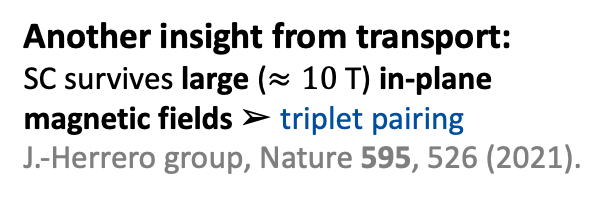 Another insight from transport:
SC survives large (≈ 10 T) in-plane
magnetic fields ➢ triplet pairing
J.-Herrero group, Nature 595, 526 (2021).